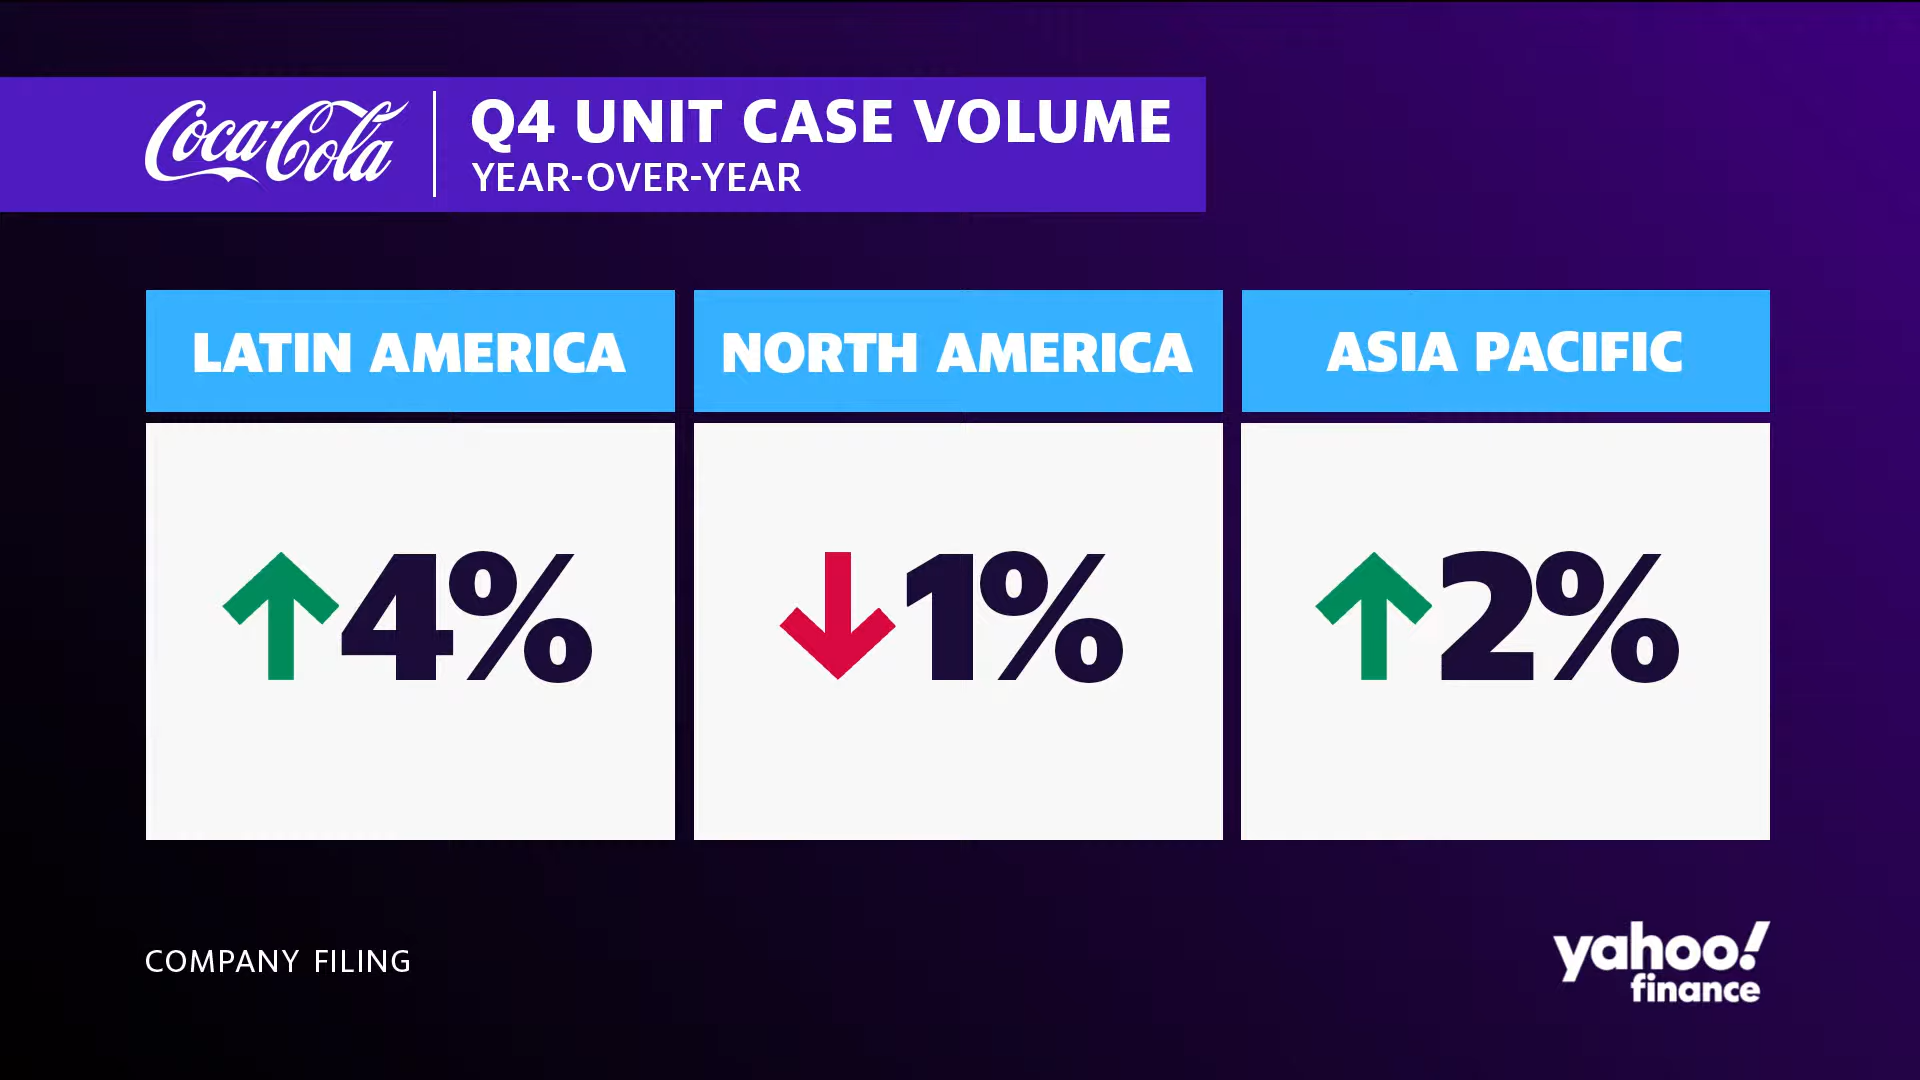 Coca-Cola
Q4 UNIT CASE VOLUME
YEAR-OVER-YEAR
LATIN AMERICA
NORTH AMERICA
ASIA PACIFIC
4%
1%
2%
COMPANY FILING
yahoo!
finance